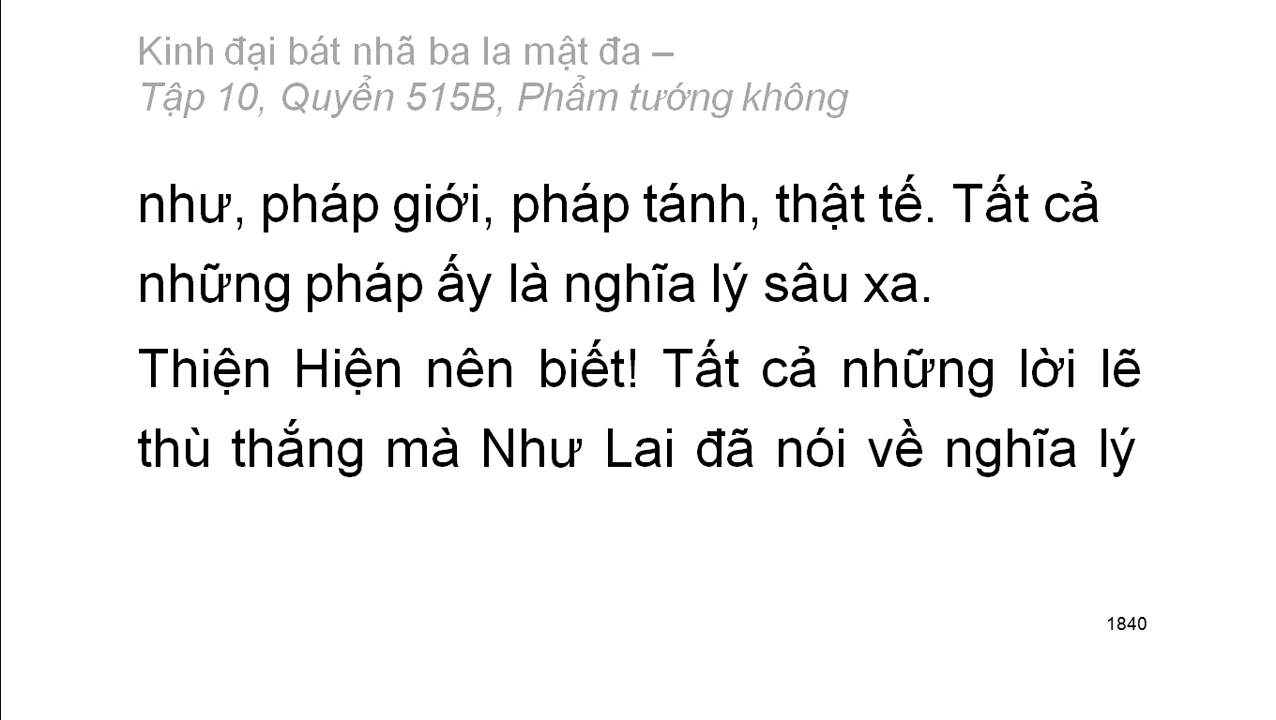 Kinh đại bát nhã ba la mật đa –
Tập 10, Quyển 515B, Phẩm tướng không
như, pháp giới, pháp tánh, thật tế. Tất cả
những pháp ấy là nghĩa lý sâu xa.
Thiện Hiện nên biết! Tất cả những lời lẽ
thù thắng mà Như Lai đã nói về nghĩa lý
1840